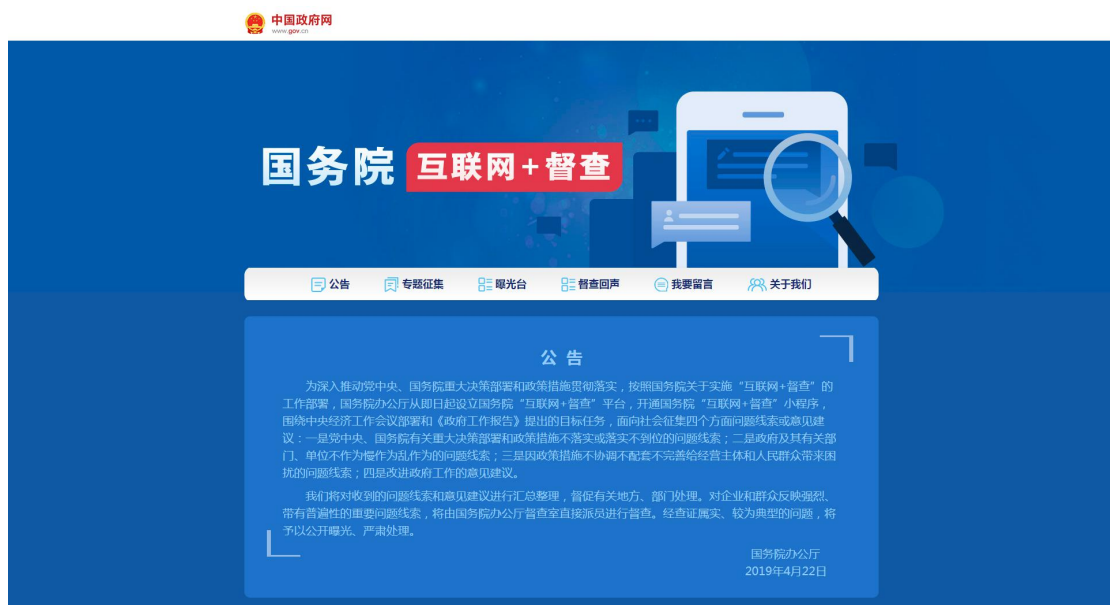 中国政府网
www.gov.cn
国务院 互联网+督查
公告 专题征集 曝光台 督查回声 我要留言 关于我们
公 告
为深入推动党中央、国务院重大决策部署和政策措施贯彻落实，按照国务院关于实施“互联网+督查”的
工作部署，国务院办公厅从即日起设立国务院“互联网+督查”平台，开通国务院“互联网+督查”小程序，
围绕中央经济工作会议部署和《政府工作报告》提出的目标任务，面向社会征集四个方面问题线索或意见建
议：一是党中央、国务院有关重大决策部署和政策措施不落实或落实不到位的问题线索；二是政府及其有关部
门、单位不作为慢作为乱作为的问题线索；三是因政策措施不协调不配套不完善给经营主体和人民群众带来困
扰的问题线索；四是改进政府工作的意见建议。
我们将对收到的问题线索和意见建议进行汇总整理，督促有关地方、部门处理。对企业和群众反映强烈、
带有普遍性的重要问题线索，将由国务院办公厅督查室直接派员进行督查。经查证属实、较为典型的问题，将
予以公开曝光、严肃处理。
国务院办公厅
2019年4月22日